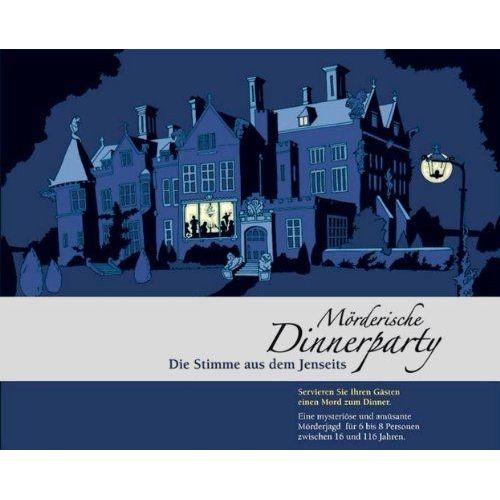 Mörderische
Dinnerparty
Die Stimme aus dem Jenseits
Servieren Sie Ihren Gästen
einen Mord zum Dinner.
Eine mysteriöse und amüsante
Mörderjagd für 6 bis 8 Personen
zwischen 16 und 116 Jahren.